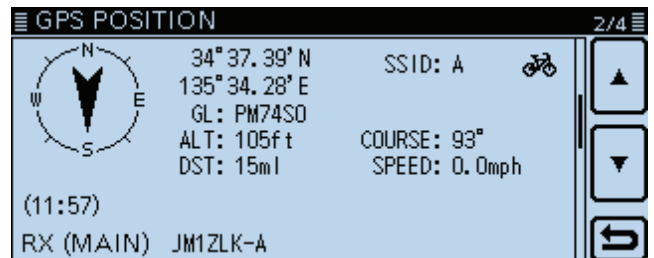 GPS POSITION 2/4
N
W E
S
34°37.39'N
135°34.28'E
GL: PM74SO
ALT: 105ft
DST: 15ml
SSID: A
COURSE: 93°
SPEED: 0.0mph
(11:57)
RX (MAIN) JM1ZLK-A